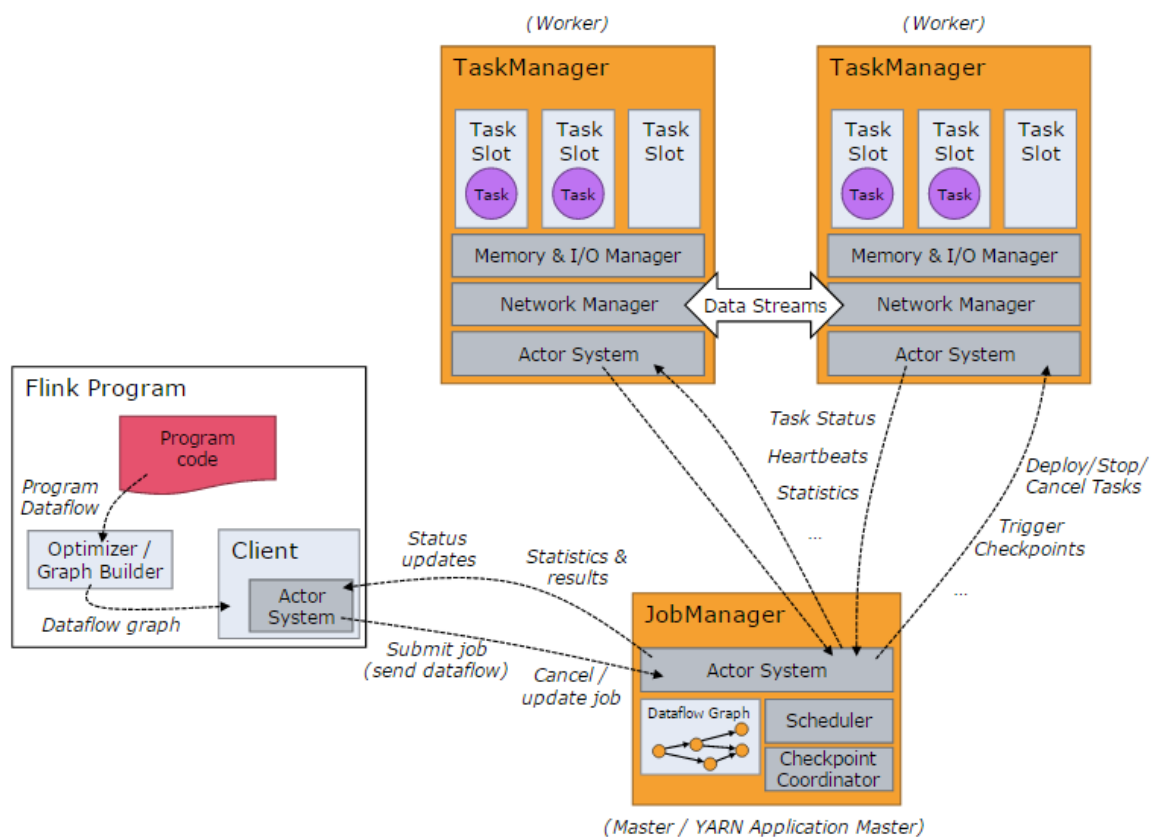 (Worker)
(Worker)
TaskManager
TaskManager
Task
Slot
Task
Task
Slot
Task
Task
Slot
Task
Slot
Task
Task
Slot
Task
Task
Slot
Memory & I/O Manager
Memory & I/O Manager
Network Manager
Data Streams
Network Manager
Actor System
Actor System
Flink Program
Program
code
Program
Dataflow
Optimizer /
Graph Builder
Dataflow graph
Client
Actor
System
Status
updates
Statistics &
results
Submit job
(send dataflow)
Cancel /
update job
Task Status
Heartbeats
Statistics
...
Deploy/Stop/
Cancel Tasks
Trigger
Checkpoints
...
JobManager
Actor System
Dataflow Graph
Scheduler
Checkpoint
Coordinator
(Master / YARN Application Master)